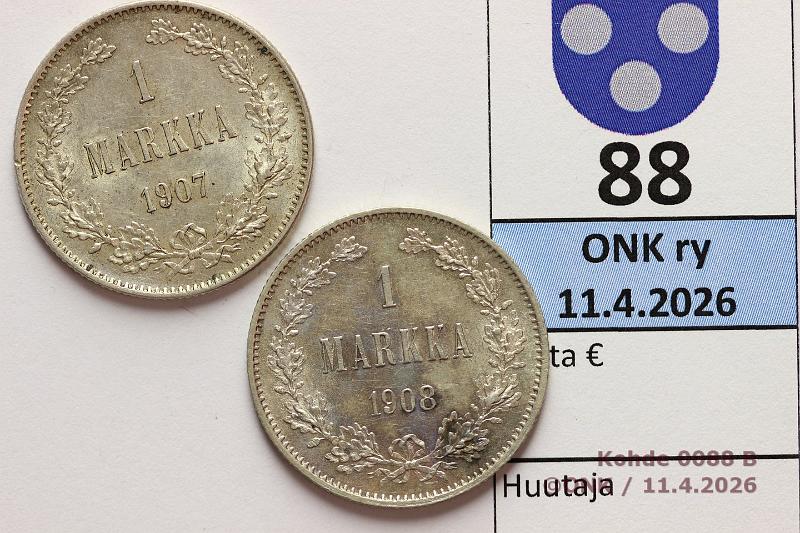 1
MARKKA
1907
1
MARKKA
1908
88
ONK ry
11.4.2026
ta €
Huutaja
Kohde 0088 B
©ONK / 11.4.2026